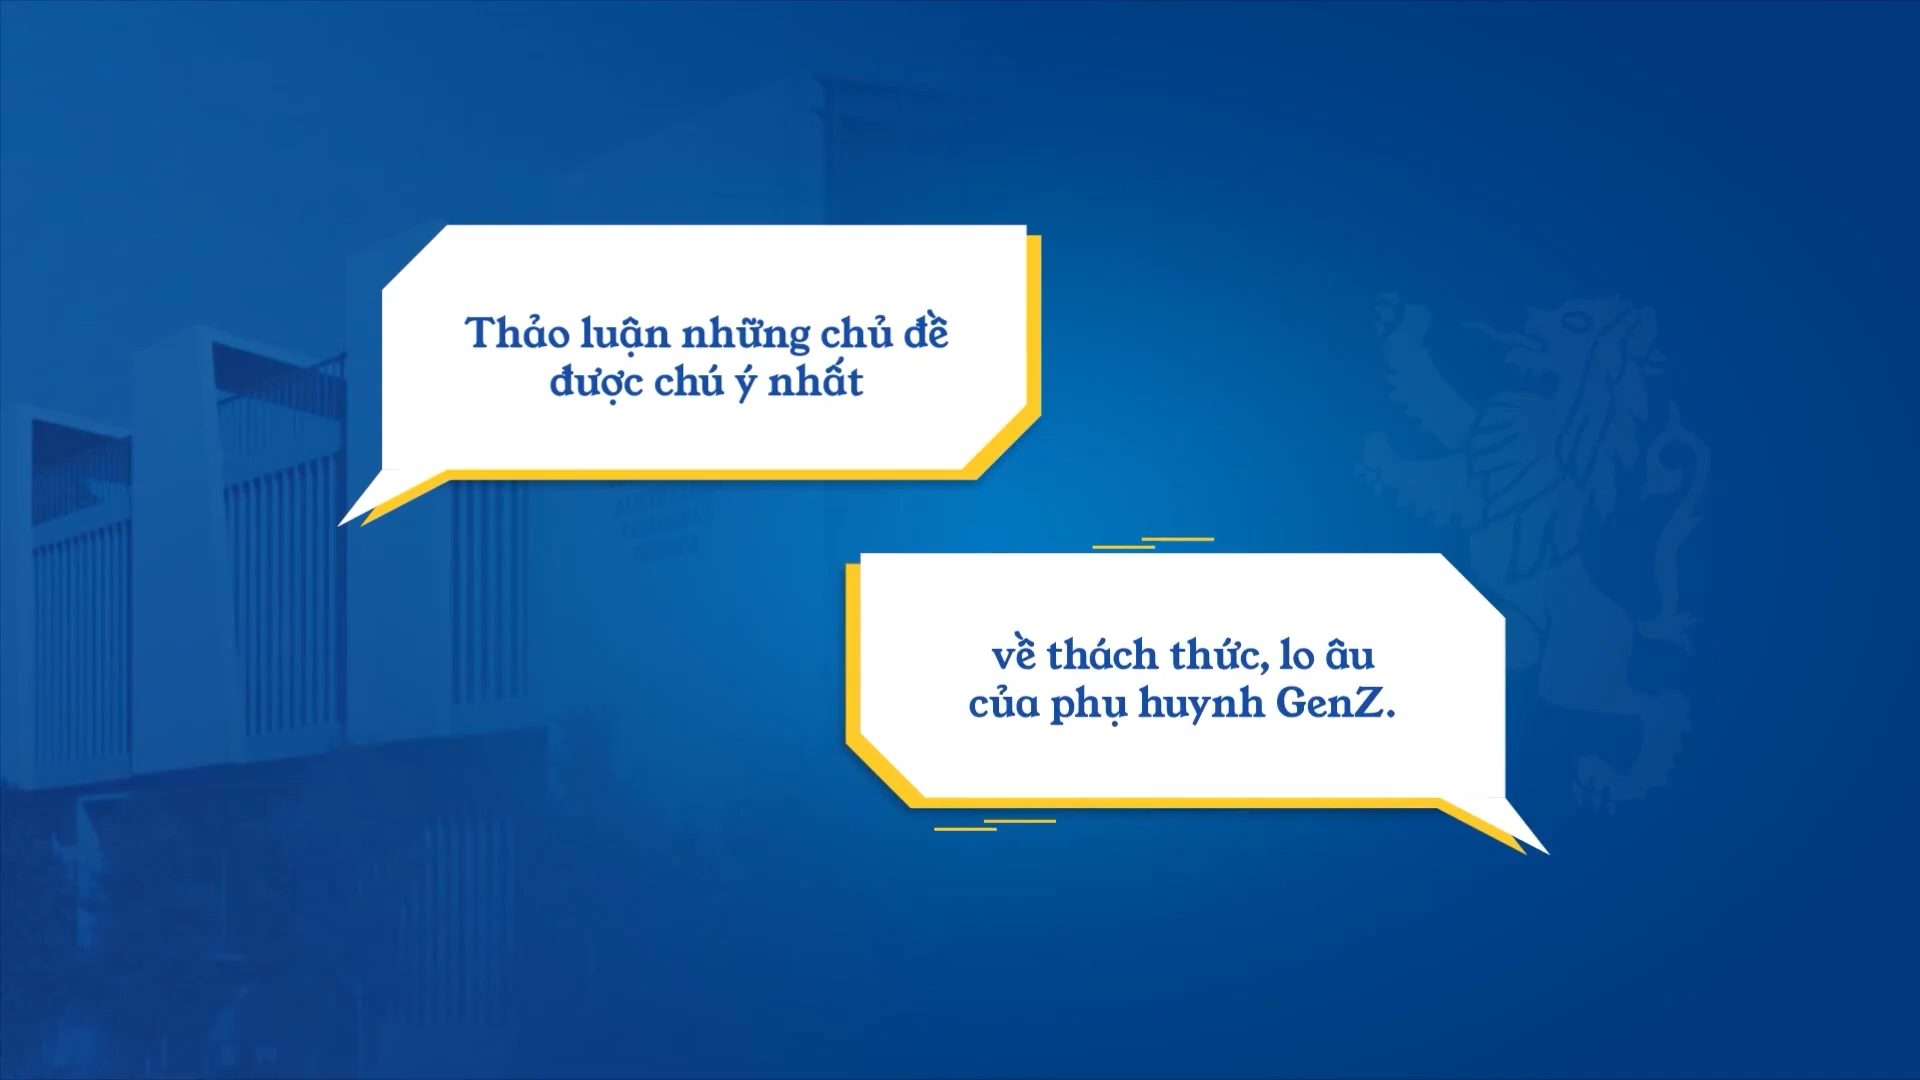 Thảo luận những chủ đề
được chú ý nhất
về thách thức, lo âu
của phụ huynh GenZ.